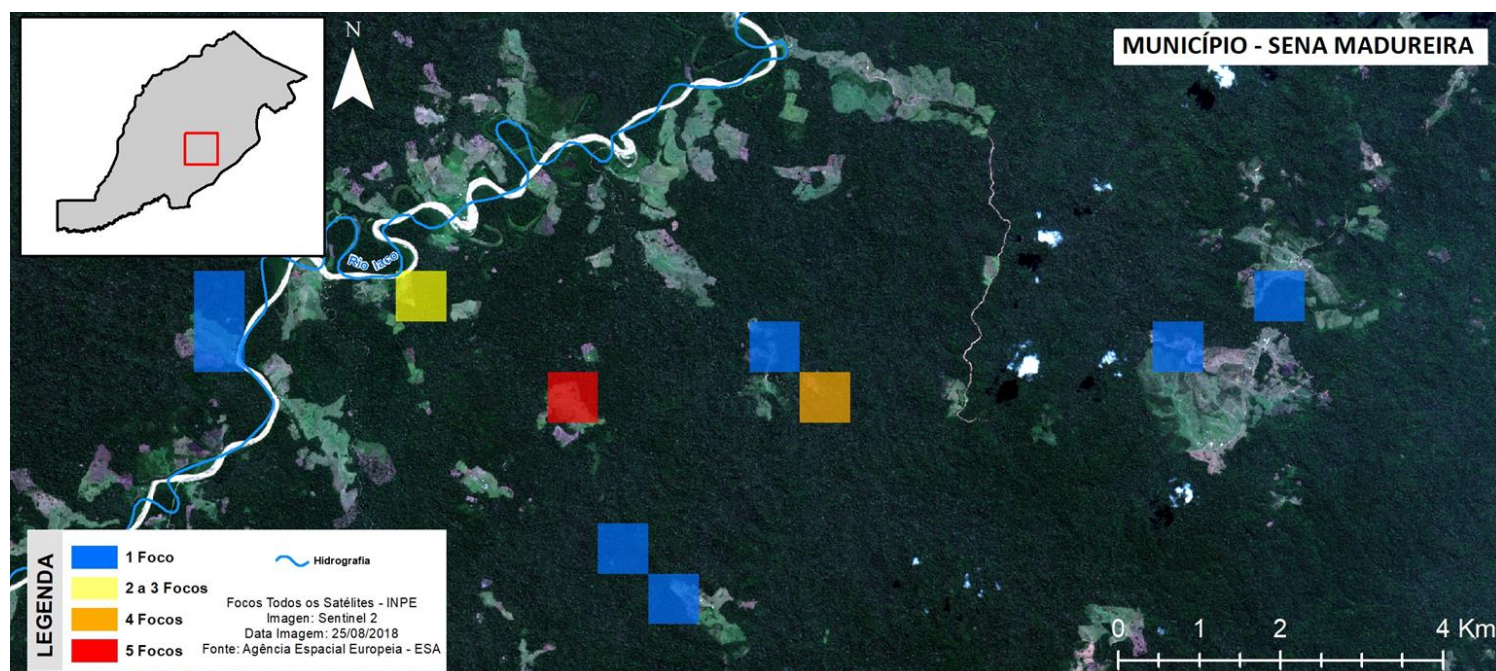 N
MUNICÍPIO - SENA MADUREIRA
Rio Iaco
LEGENDA
1 Foco
2 a 3 Focos
4 Focos
5 Focos
Hidrografia
Focos Todos os Satélites - INPE
Imagen: Sentinel 2
Data Imagem: 25/08/2018
Fonte: Agência Espacial Europeia - ESA
0 1 2 4 Km